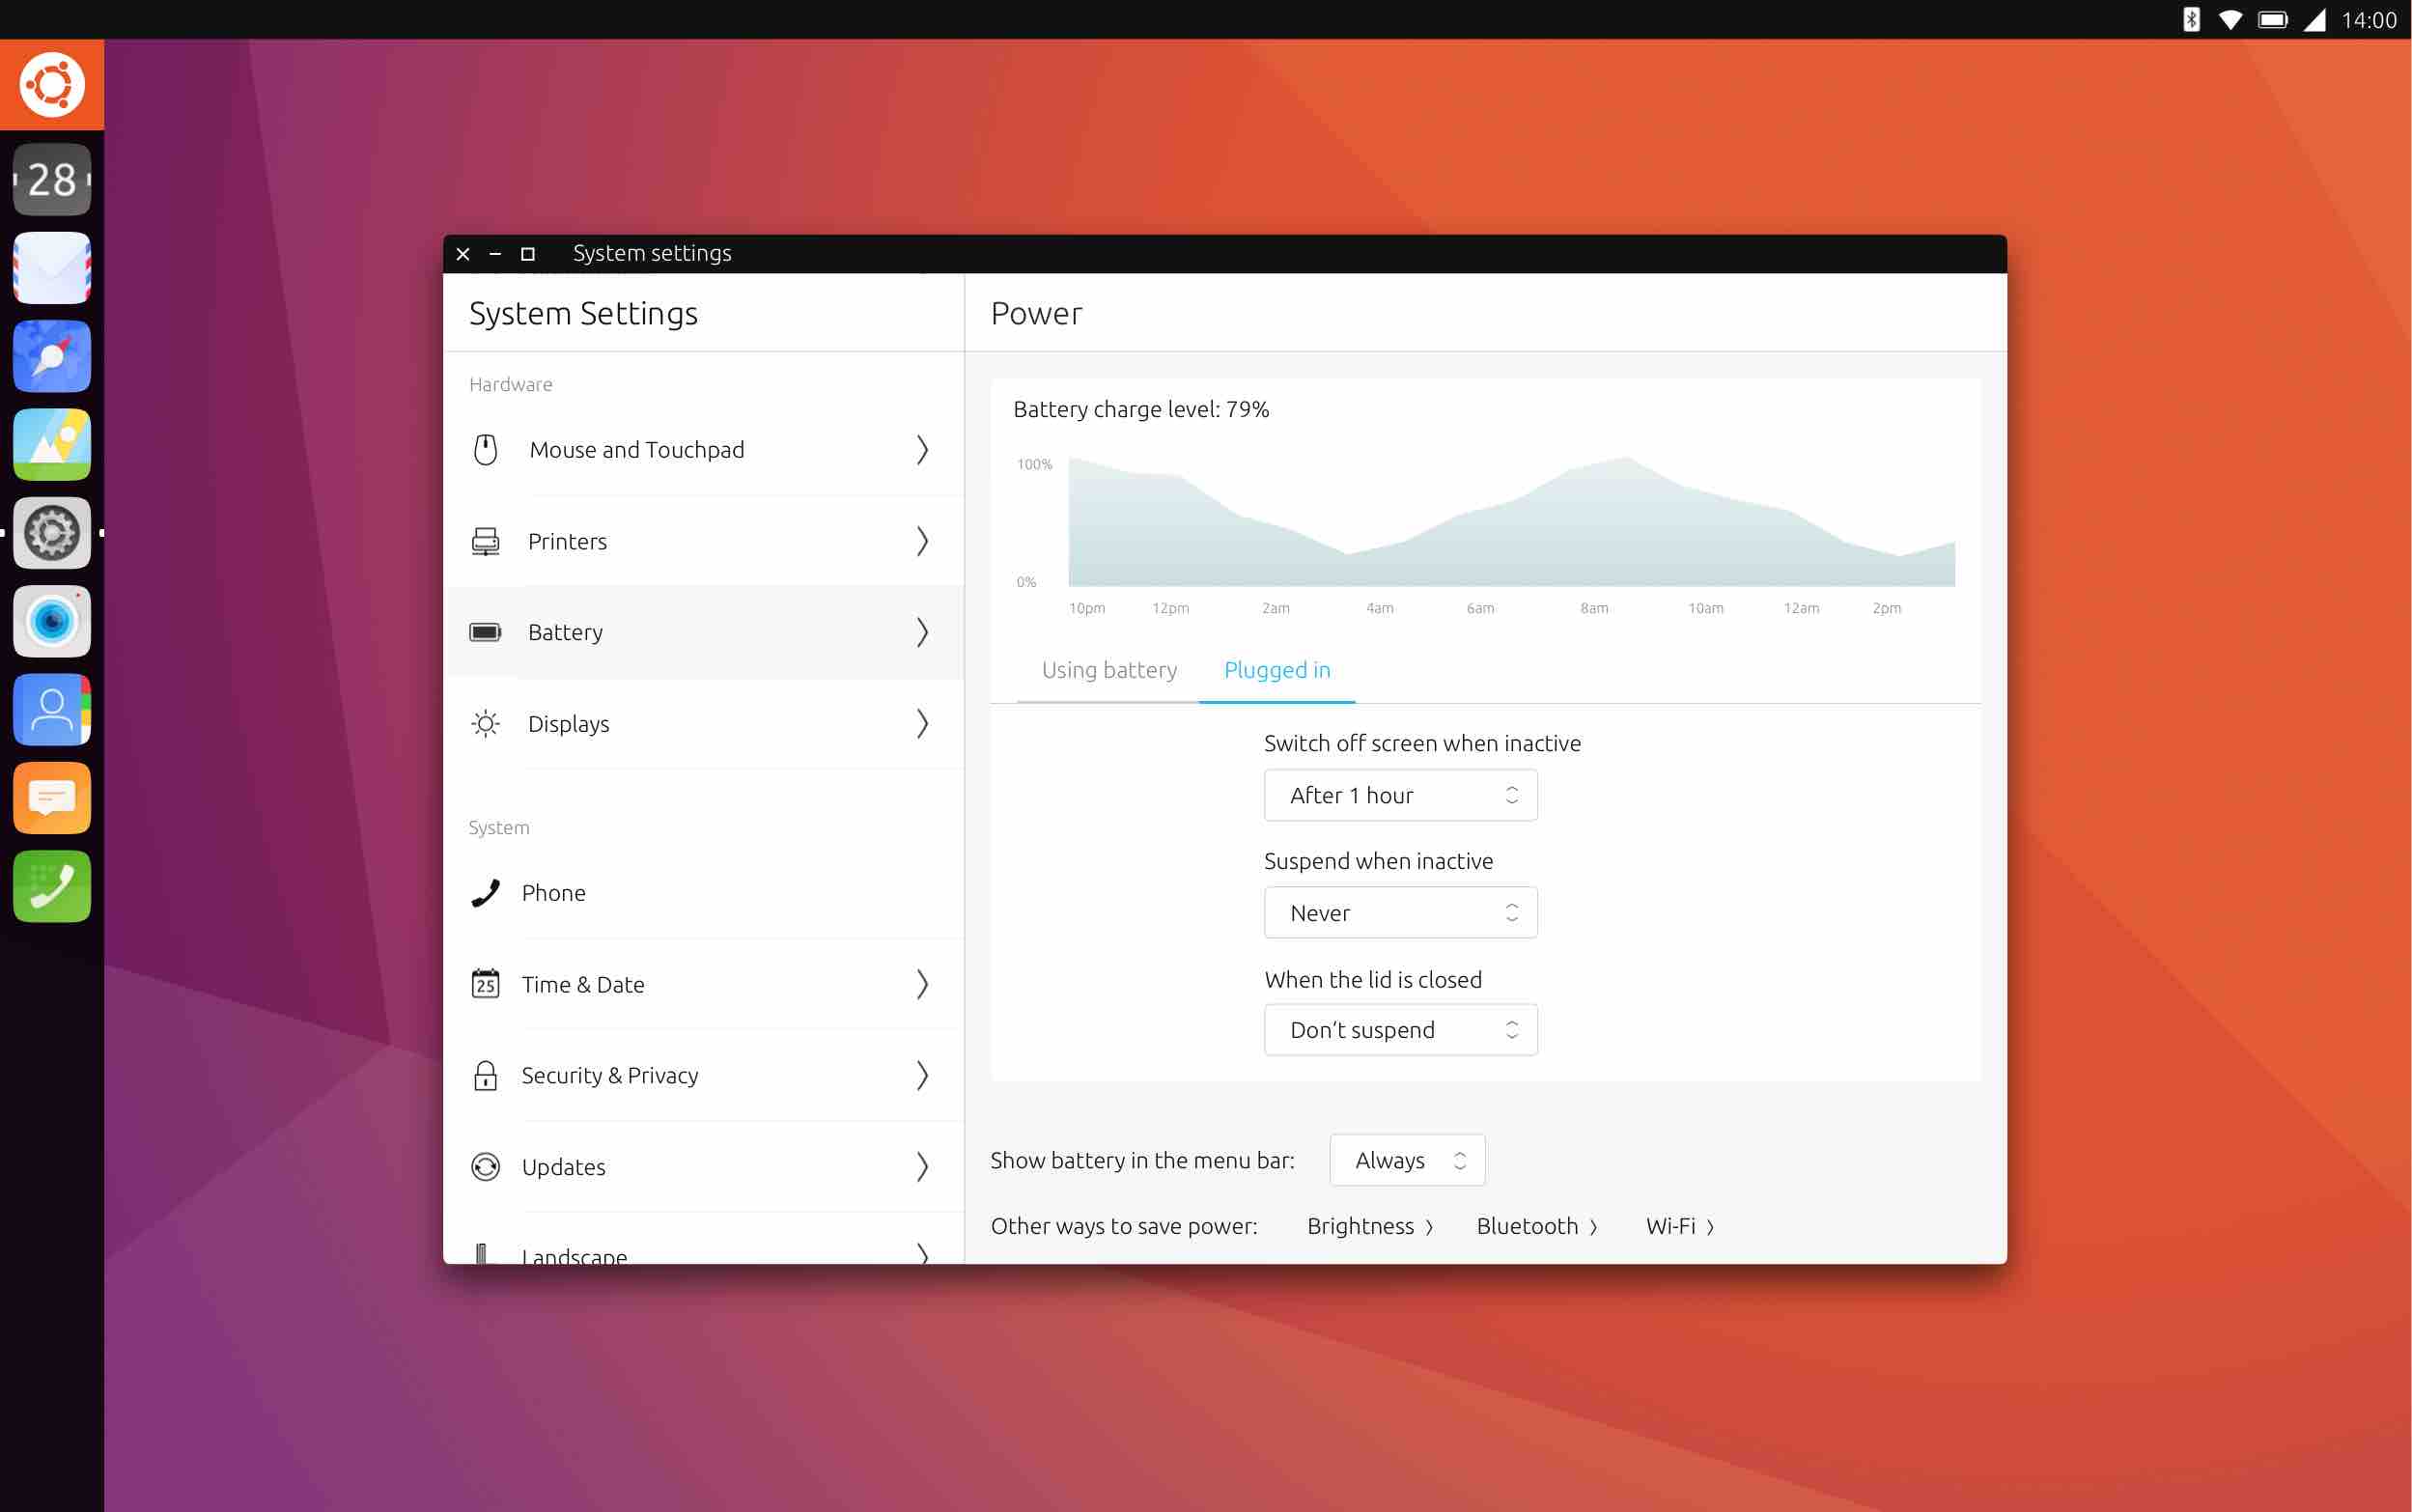 14:00
28
System settings
System Settings
Hardware
Mouse and Touchpad
Printers
Battery
Displays
System
Phone
25
Time & Date
Security & Privacy
Updates
Landscape
Power
Battery charge level: 79%
100%
0%
10pm 12pm 2am 4am 6am 8am 10am 12am 2pm
Using battery Plugged in
Switch off screen when inactive
After 1 hour
Suspend when inactive
Never
When the lid is closed
Don’t suspend
Show battery in the menu bar: Always
Other ways to save power: Brightness Bluetooth Wi-Fi